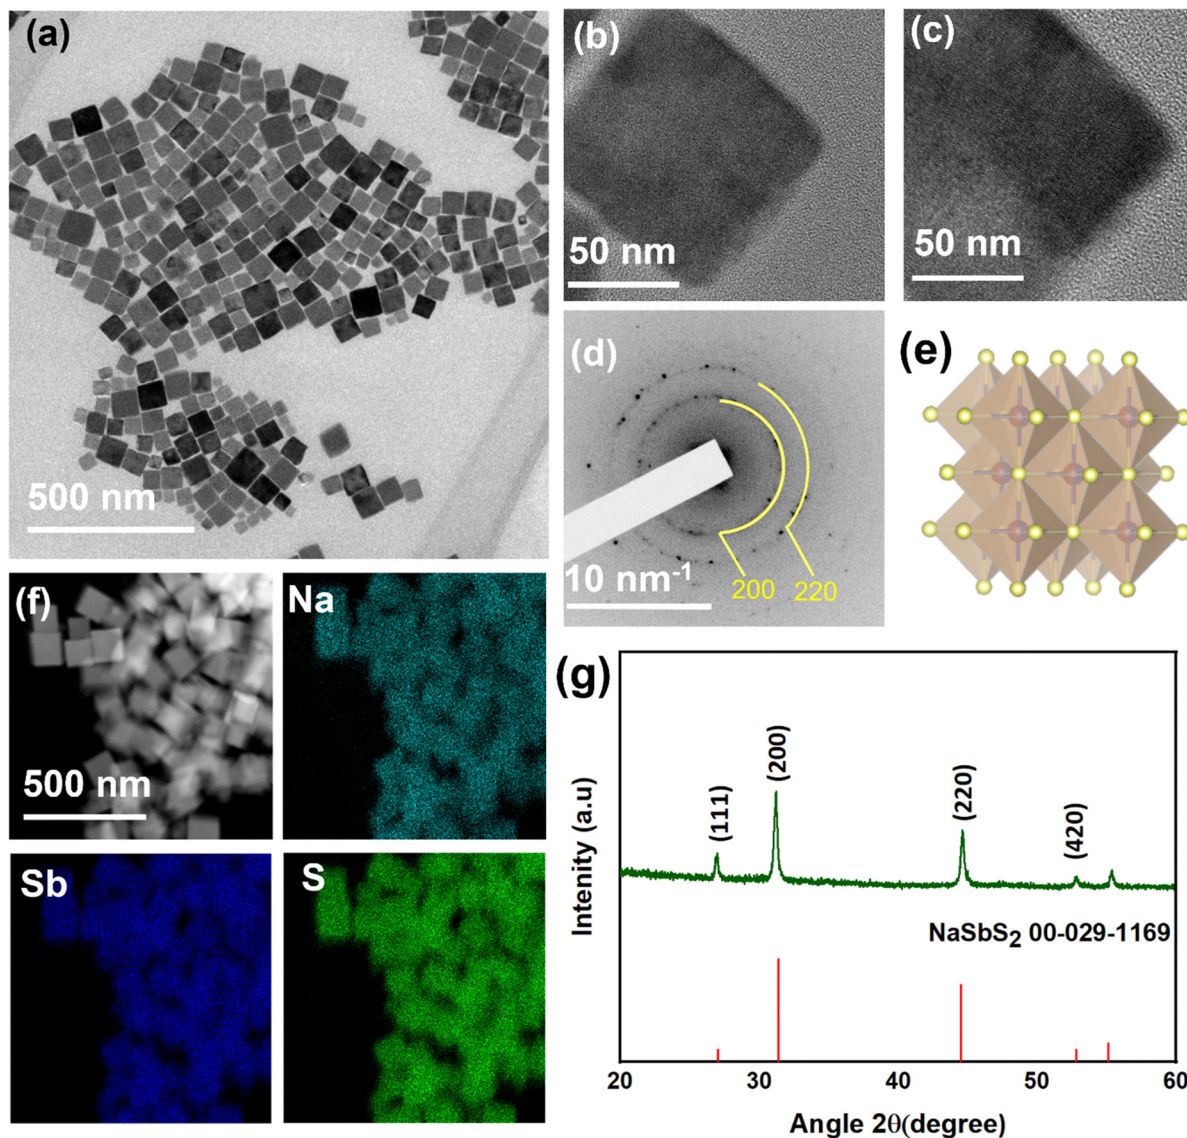 (a)
500 nm
(b)
50 nm
(c)
50 nm
(d)
10 nm⁻¹
200
220
(e)
(f)
500 nm
Na
Sb
S
(g)
Intenity (a.u)
(111)
(200)
(220)
(420)
NaSbS₂ 00-029-1169
20
30
40
50
60
Angle 2θ(degree)